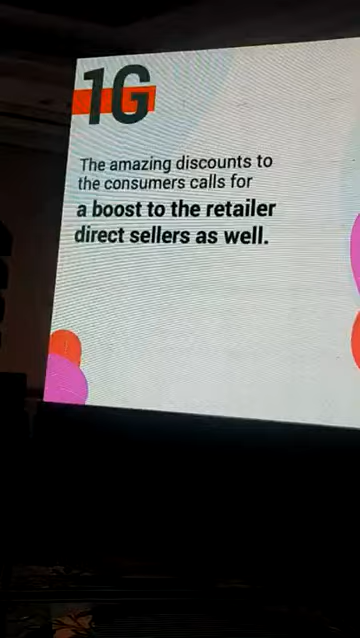 1G
The amazing discounts to
the consumers calls for
a boost to the retailer
direct sellers as well.